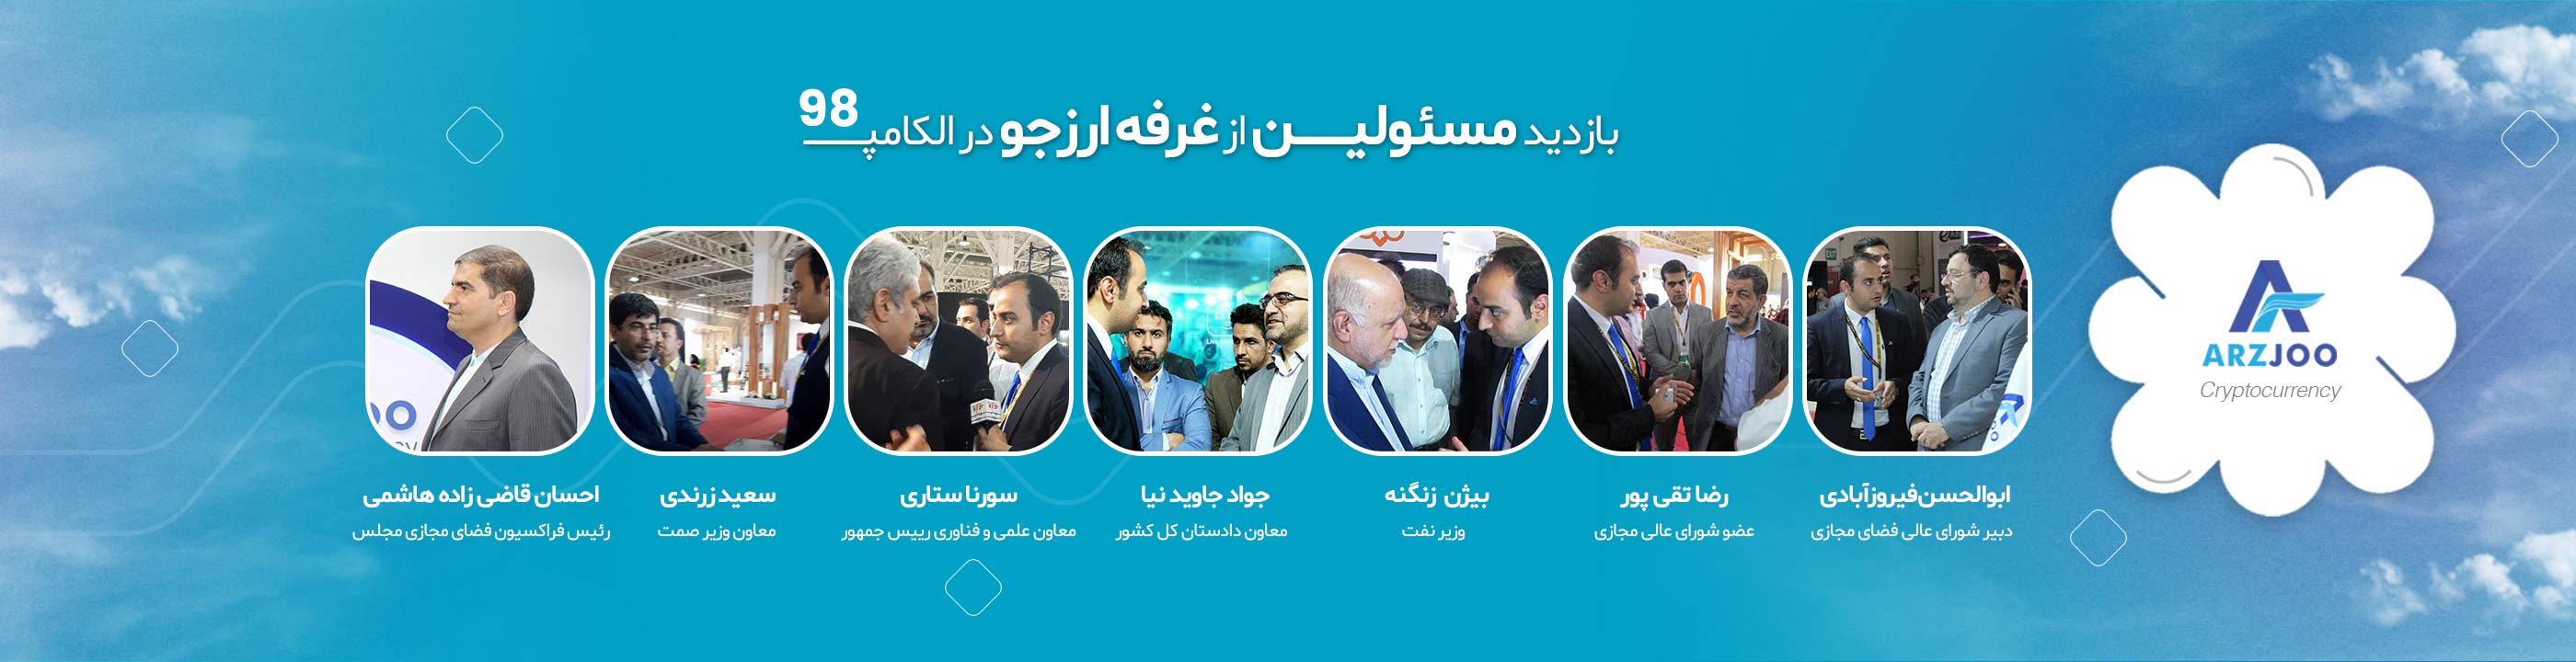 بازدید مسئولین از غرفه ارزجو در الکامپ 98
ARZJOO
Cryptocurrency
ابوالحسن فیروزآبادی
دبیر شورای عالی فضای مجازی
رضا تقی پور
عضو شورای عالی مجازی
بیژن زنگنه
وزیر نفت
جواد جاوید نیا
معاون دادستان کل کشور
سورنا ستاری
معاون علمی و فناوری رییس جمهور
سعید زرندی
معاون وزیر صمت
احسان قاضی زاده هاشمی
رئیس فراکسیون فضای مجازی مجلس